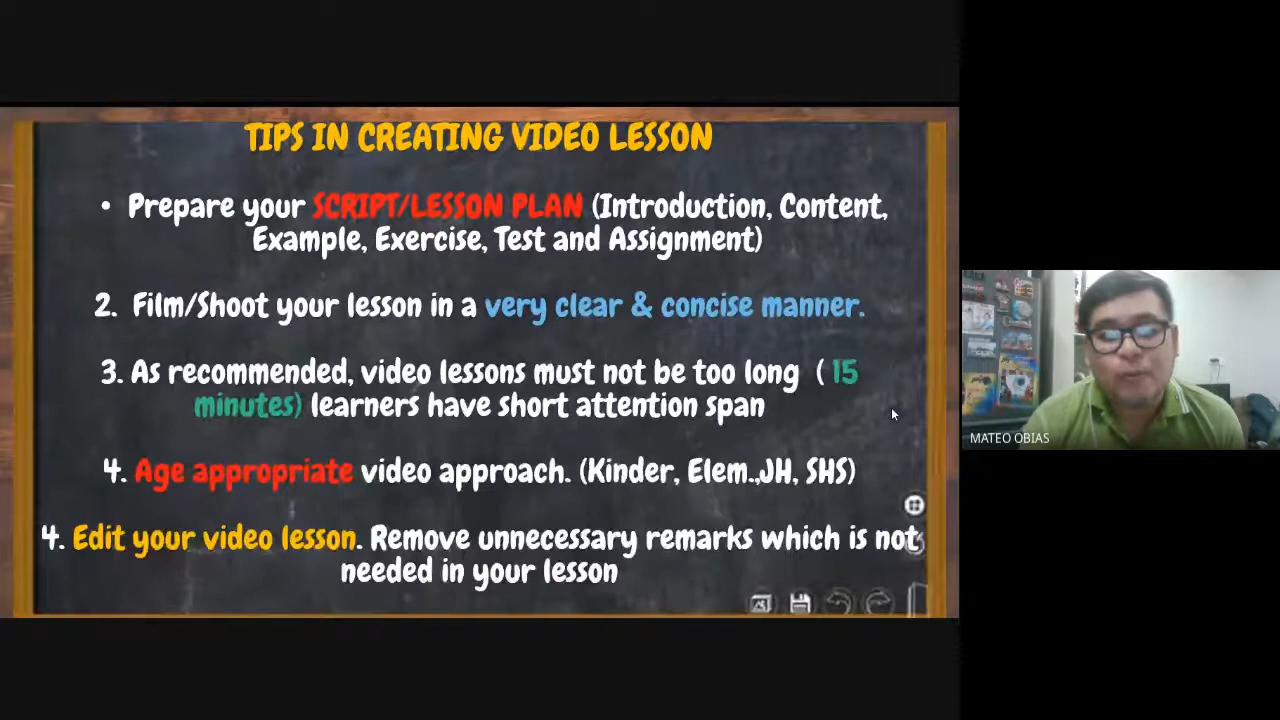 TIPS IN CREATING VIDEO LESSON
• Prepare your SCRIPT/LESSON PLAN (Introduction, Content,
Example, Exercise, Test and Assignment)
2. Film/Shoot your lesson in a very clear & concise manner.
3. As recommended, video lessons must not be too long ( 15
minutes) learners have short attention span
4. Age appropriate video approach. (Kinder, Elem.,JH, SHS)
4. Edit your video lesson. Remove unnecessary remarks which is not
needed in your lesson
MATEO OBIAS